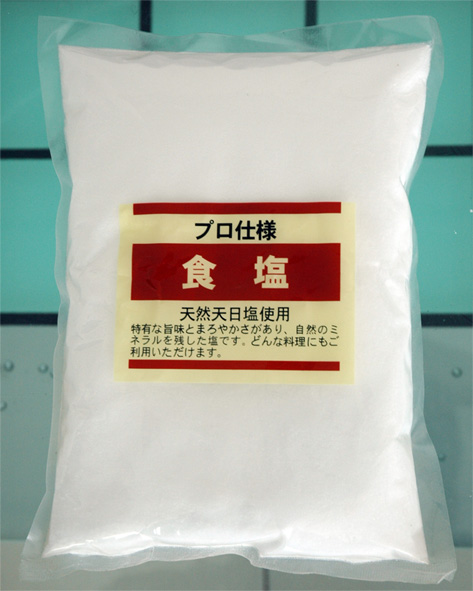 プロ仕様
食 塩
天然天日塩使用
特有な旨味とまろやかさがあり、自然のミ
ネラルを残した塩です。どんな料理にもご
利用いただけます。